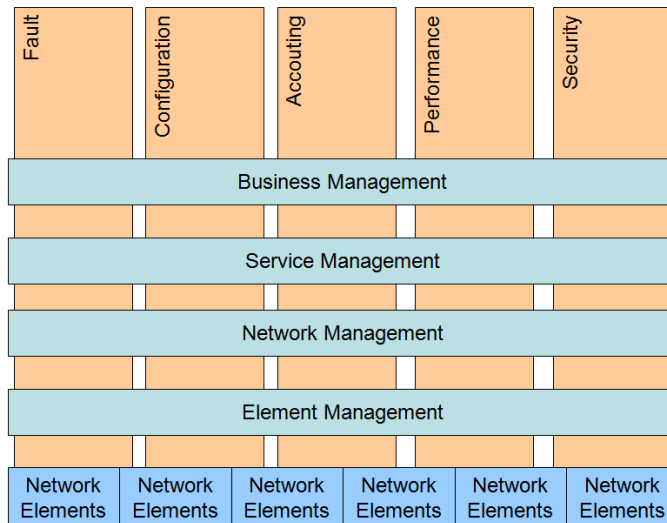 Fault
Configuration
Accouting
Performance
Security
Business Management
Service Management
Network Management
Element Management
Network Elements
Network Elements
Network Elements
Network Elements
Network Elements
Network Elements